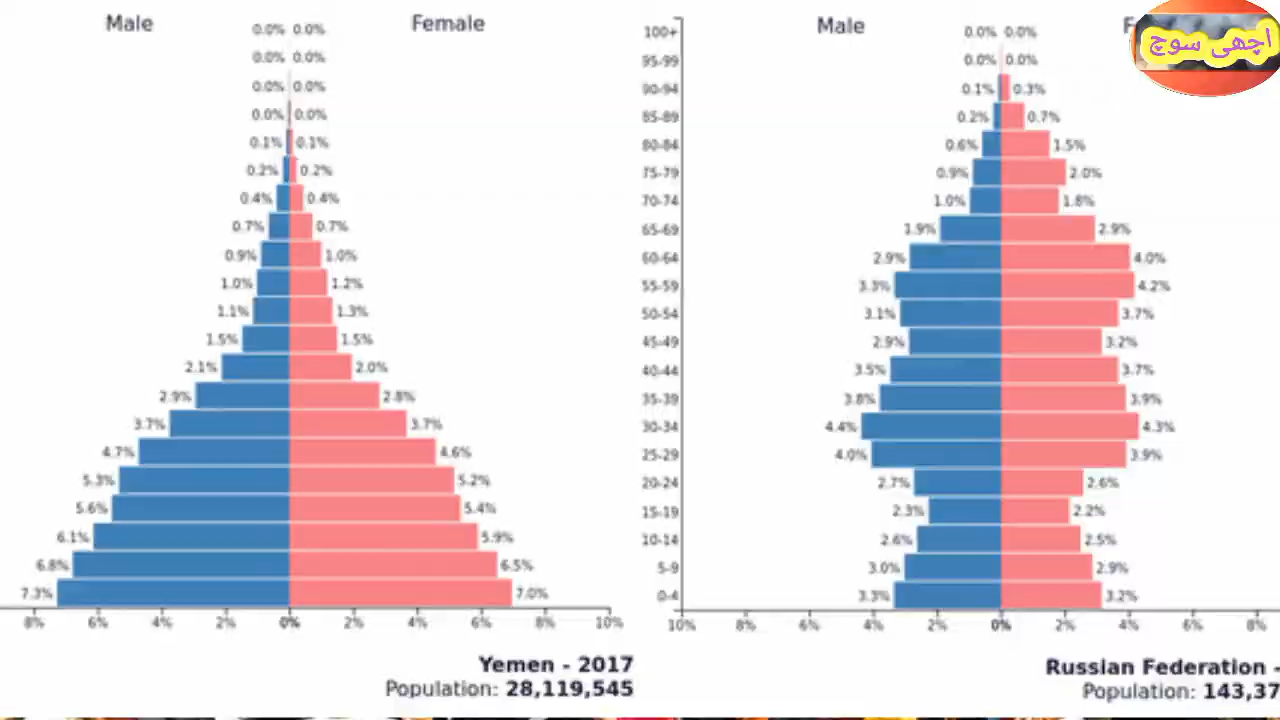 Male Female
0.0% 0.0%
0.0% 0.0%
0.0% 0.0%
0.0% 0.0%
0.1% 0.1%
0.2% 0.2%
0.4% 0.4%
0.7% 0.7%
0.9% 1.0%
1.0% 1.2%
1.1% 1.3%
1.5% 1.5%
2.1% 2.0%
2.9% 2.8%
3.7% 3.7%
4.7% 4.6%
5.3% 5.2%
5.6% 5.4%
6.1% 5.9%
6.8% 6.5%
7.3% 7.0%
8% 6% 4% 2% 0% 2% 4% 6% 8% 10%
Yemen - 2017
Population: 28,119,545
Male F
اچھی سوچ
100+ 0.0% 0.0%
95-99 0.0% 0.0%
90-94 0.1% 0.3%
85-89 0.2% 0.7%
80-84 0.6% 1.5%
75-79 0.9% 2.0%
70-74 1.0% 1.8%
65-69 1.9% 2.9%
60-64 2.9% 4.0%
55-59 3.3% 4.2%
50-54 3.1% 3.7%
45-49 2.9% 3.2%
40-44 3.5% 3.7%
35-39 3.8% 3.9%
30-34 4.4% 4.3%
25-29 4.0% 3.9%
20-24 2.7% 2.6%
15-19 2.3% 2.2%
10-14 2.6% 2.5%
5-9 3.0% 2.9%
0-4 3.3% 3.2%
10% 8% 6% 4% 2% 0% 2% 4% 6% 8%
Russian Federation -
Population: 143,37